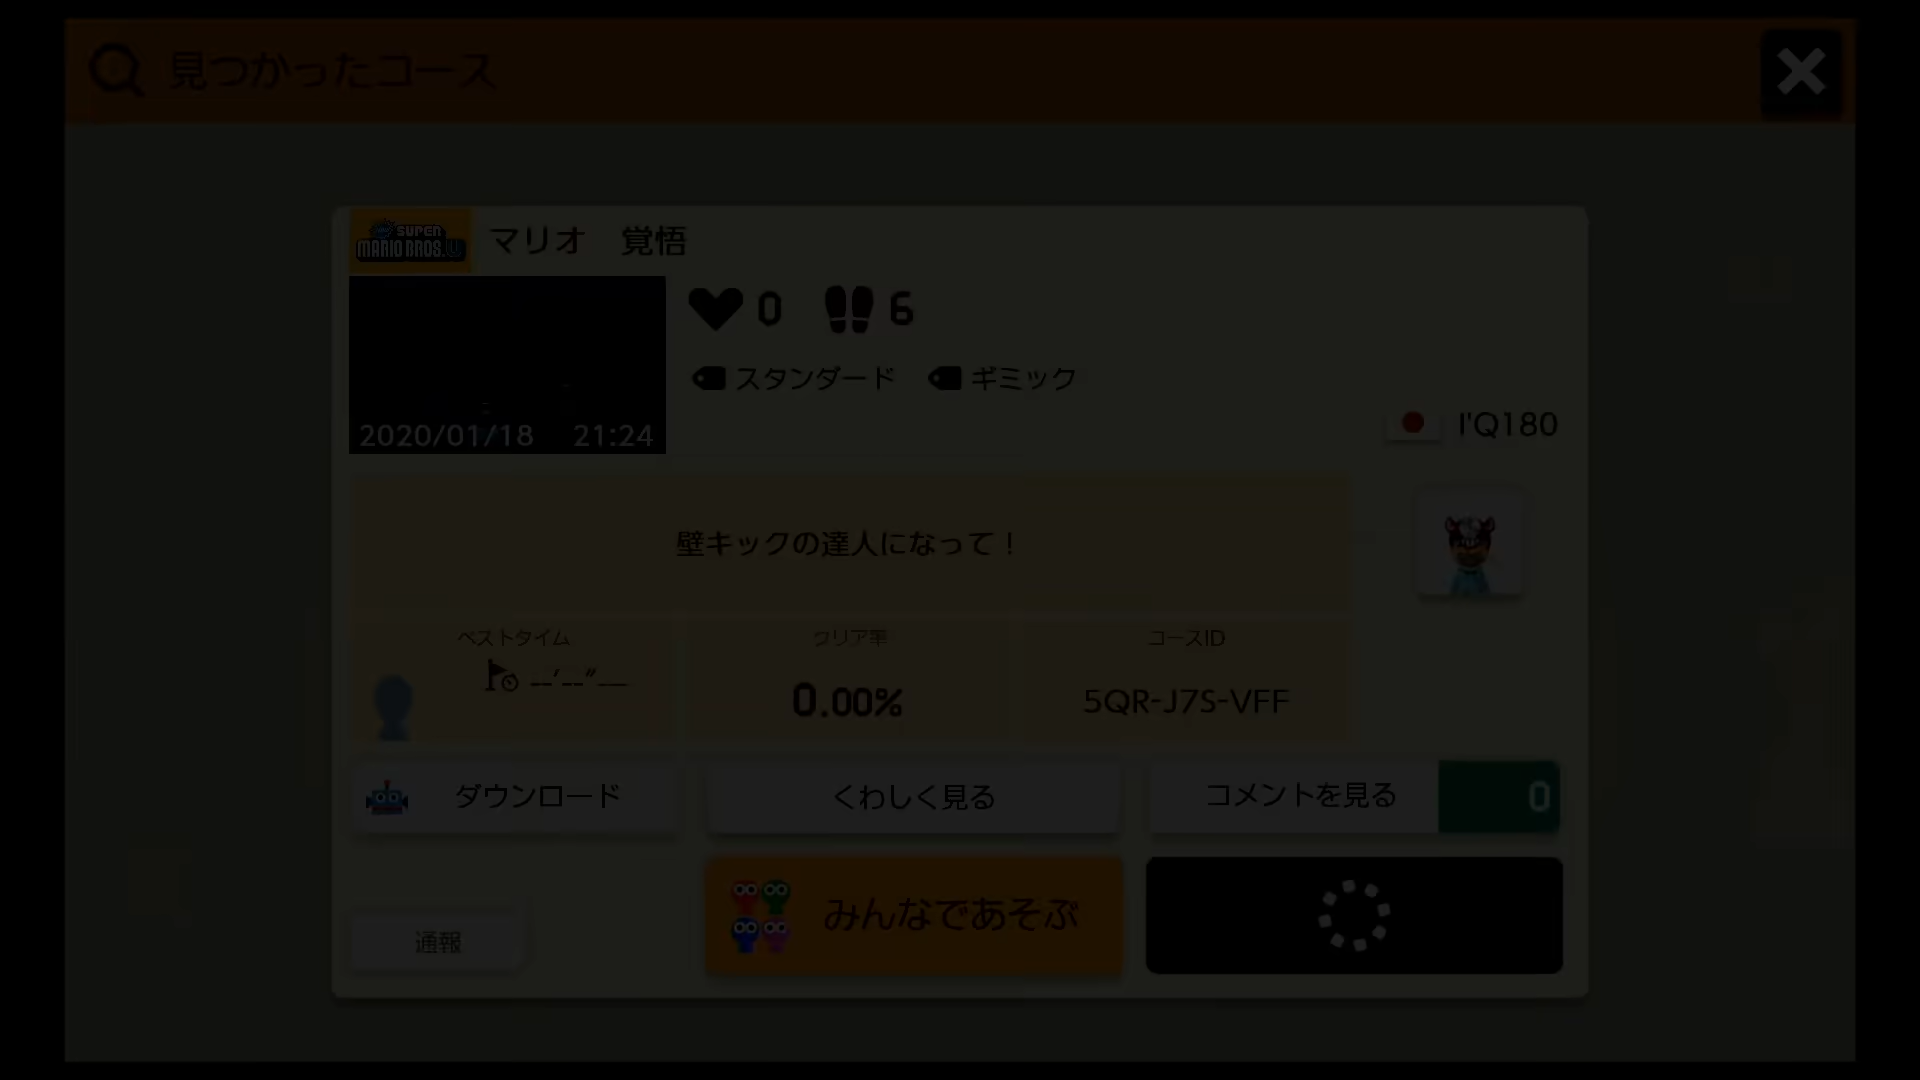 見つかったコース
SUPER
MARIO BROS. U
マリオ　覚悟
0 6
スタンダード ギミック
2020/01/18 21:24
I'Q180
壁キックの達人になって！
ベストタイム
--'--"---
クリア率
0.00%
コースID
5QR-J7S-VFF
ダウンロード
くわしく見る
コメントを見る 0
通報
みんなであそぶ